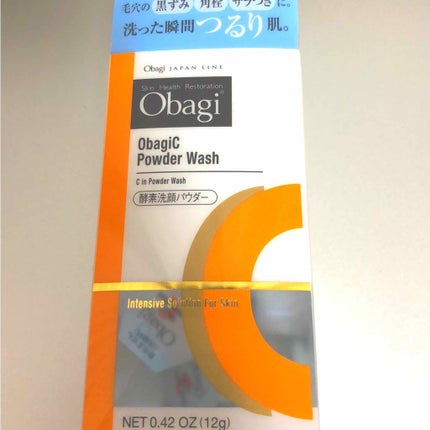 毛穴の 黒ずみ 角栓 ザラつき に。
洗った瞬間つるり肌。
Obagi JAPAN LINE
Skin Health Restoration
Obagi®
ObagiC
Powder Wash
C in Powder Wash
酵素洗顔パウダー
Intensive Solution For Skin
NET 0.42 OZ (12g)